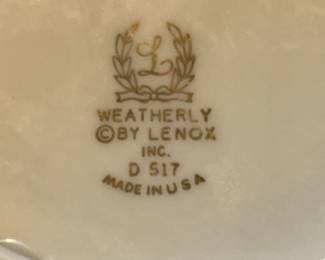 L
WEATHERLY
© BY LENOX
INC.
D 517
MADE IN USA